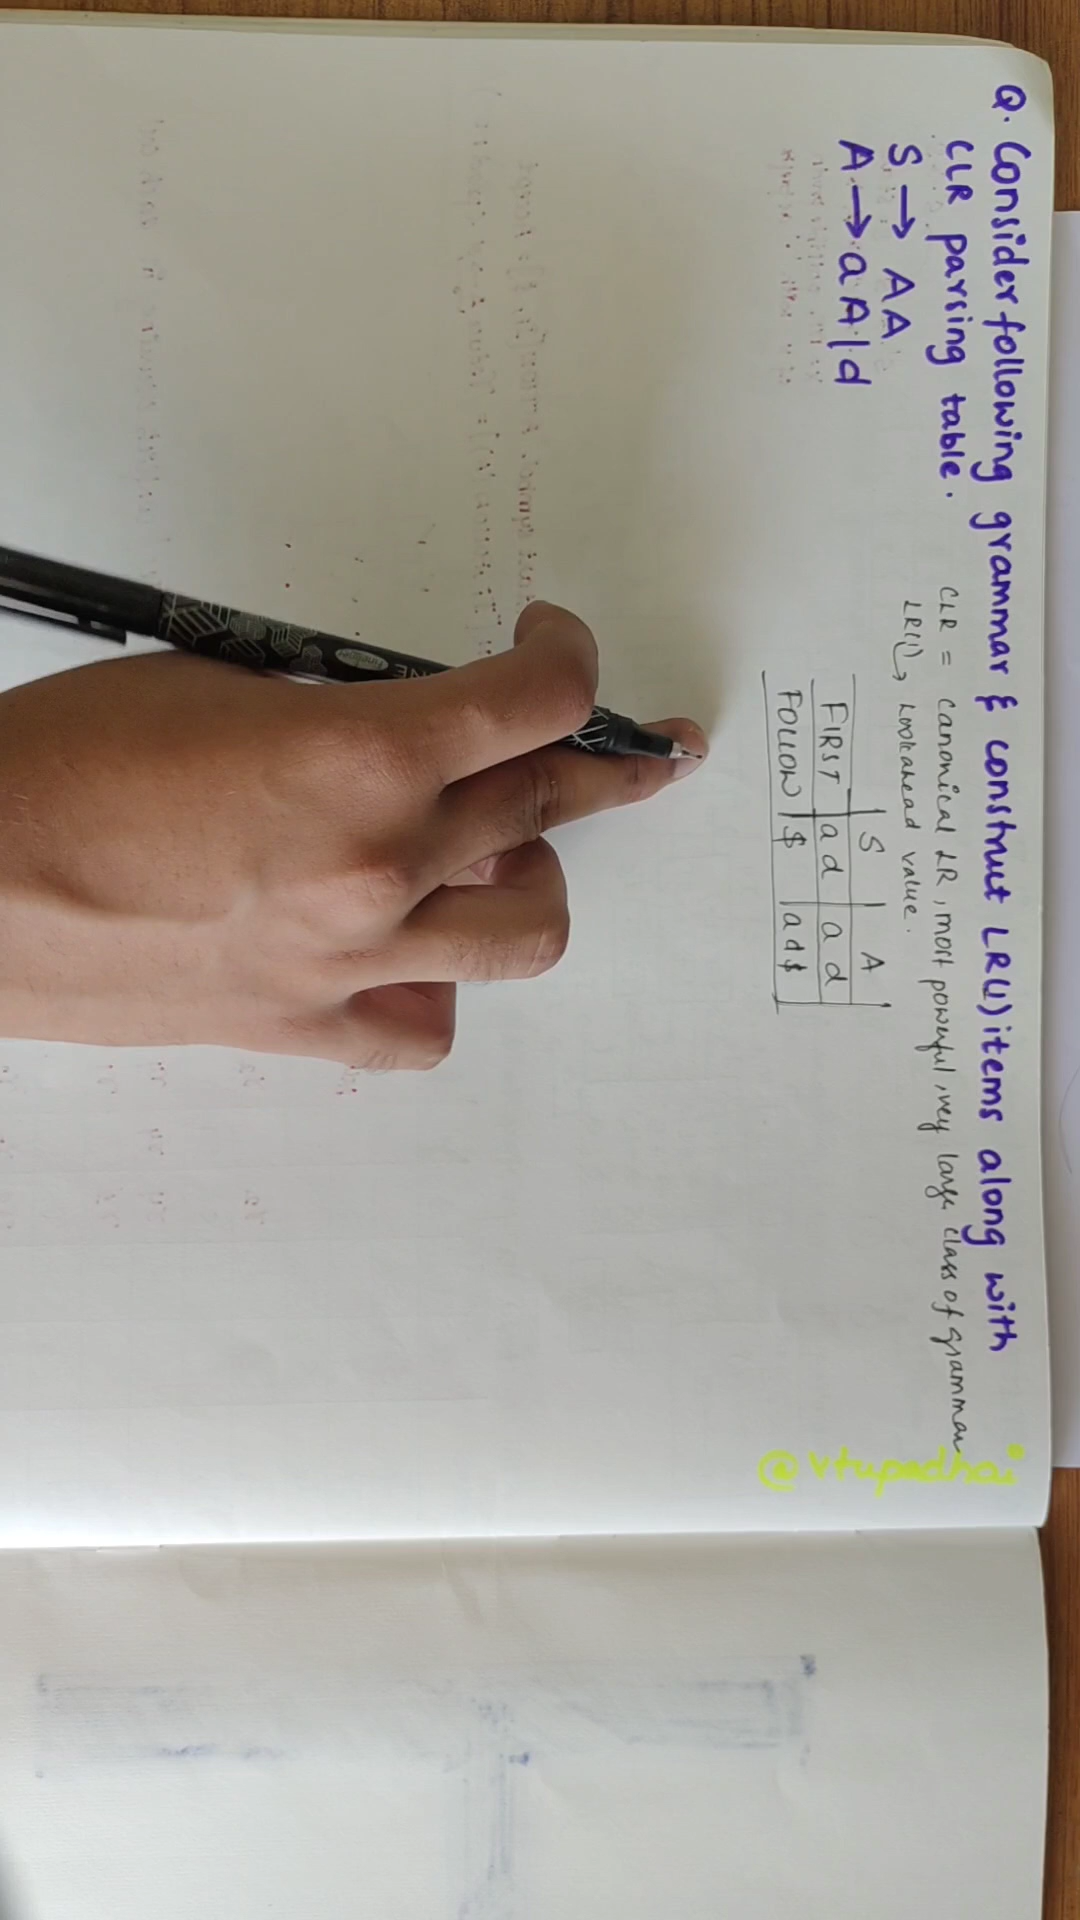 Q. Consider following grammar & construct LR(1) items along with
CLR parsing table.
S → AA
A → aA|d
CLR = canonical LR, most powerful, very large class of grammar
LR(1) → Lookahead value.
S A
FIRST a d a d
FOLLOW $ a d $
@vtupadhai